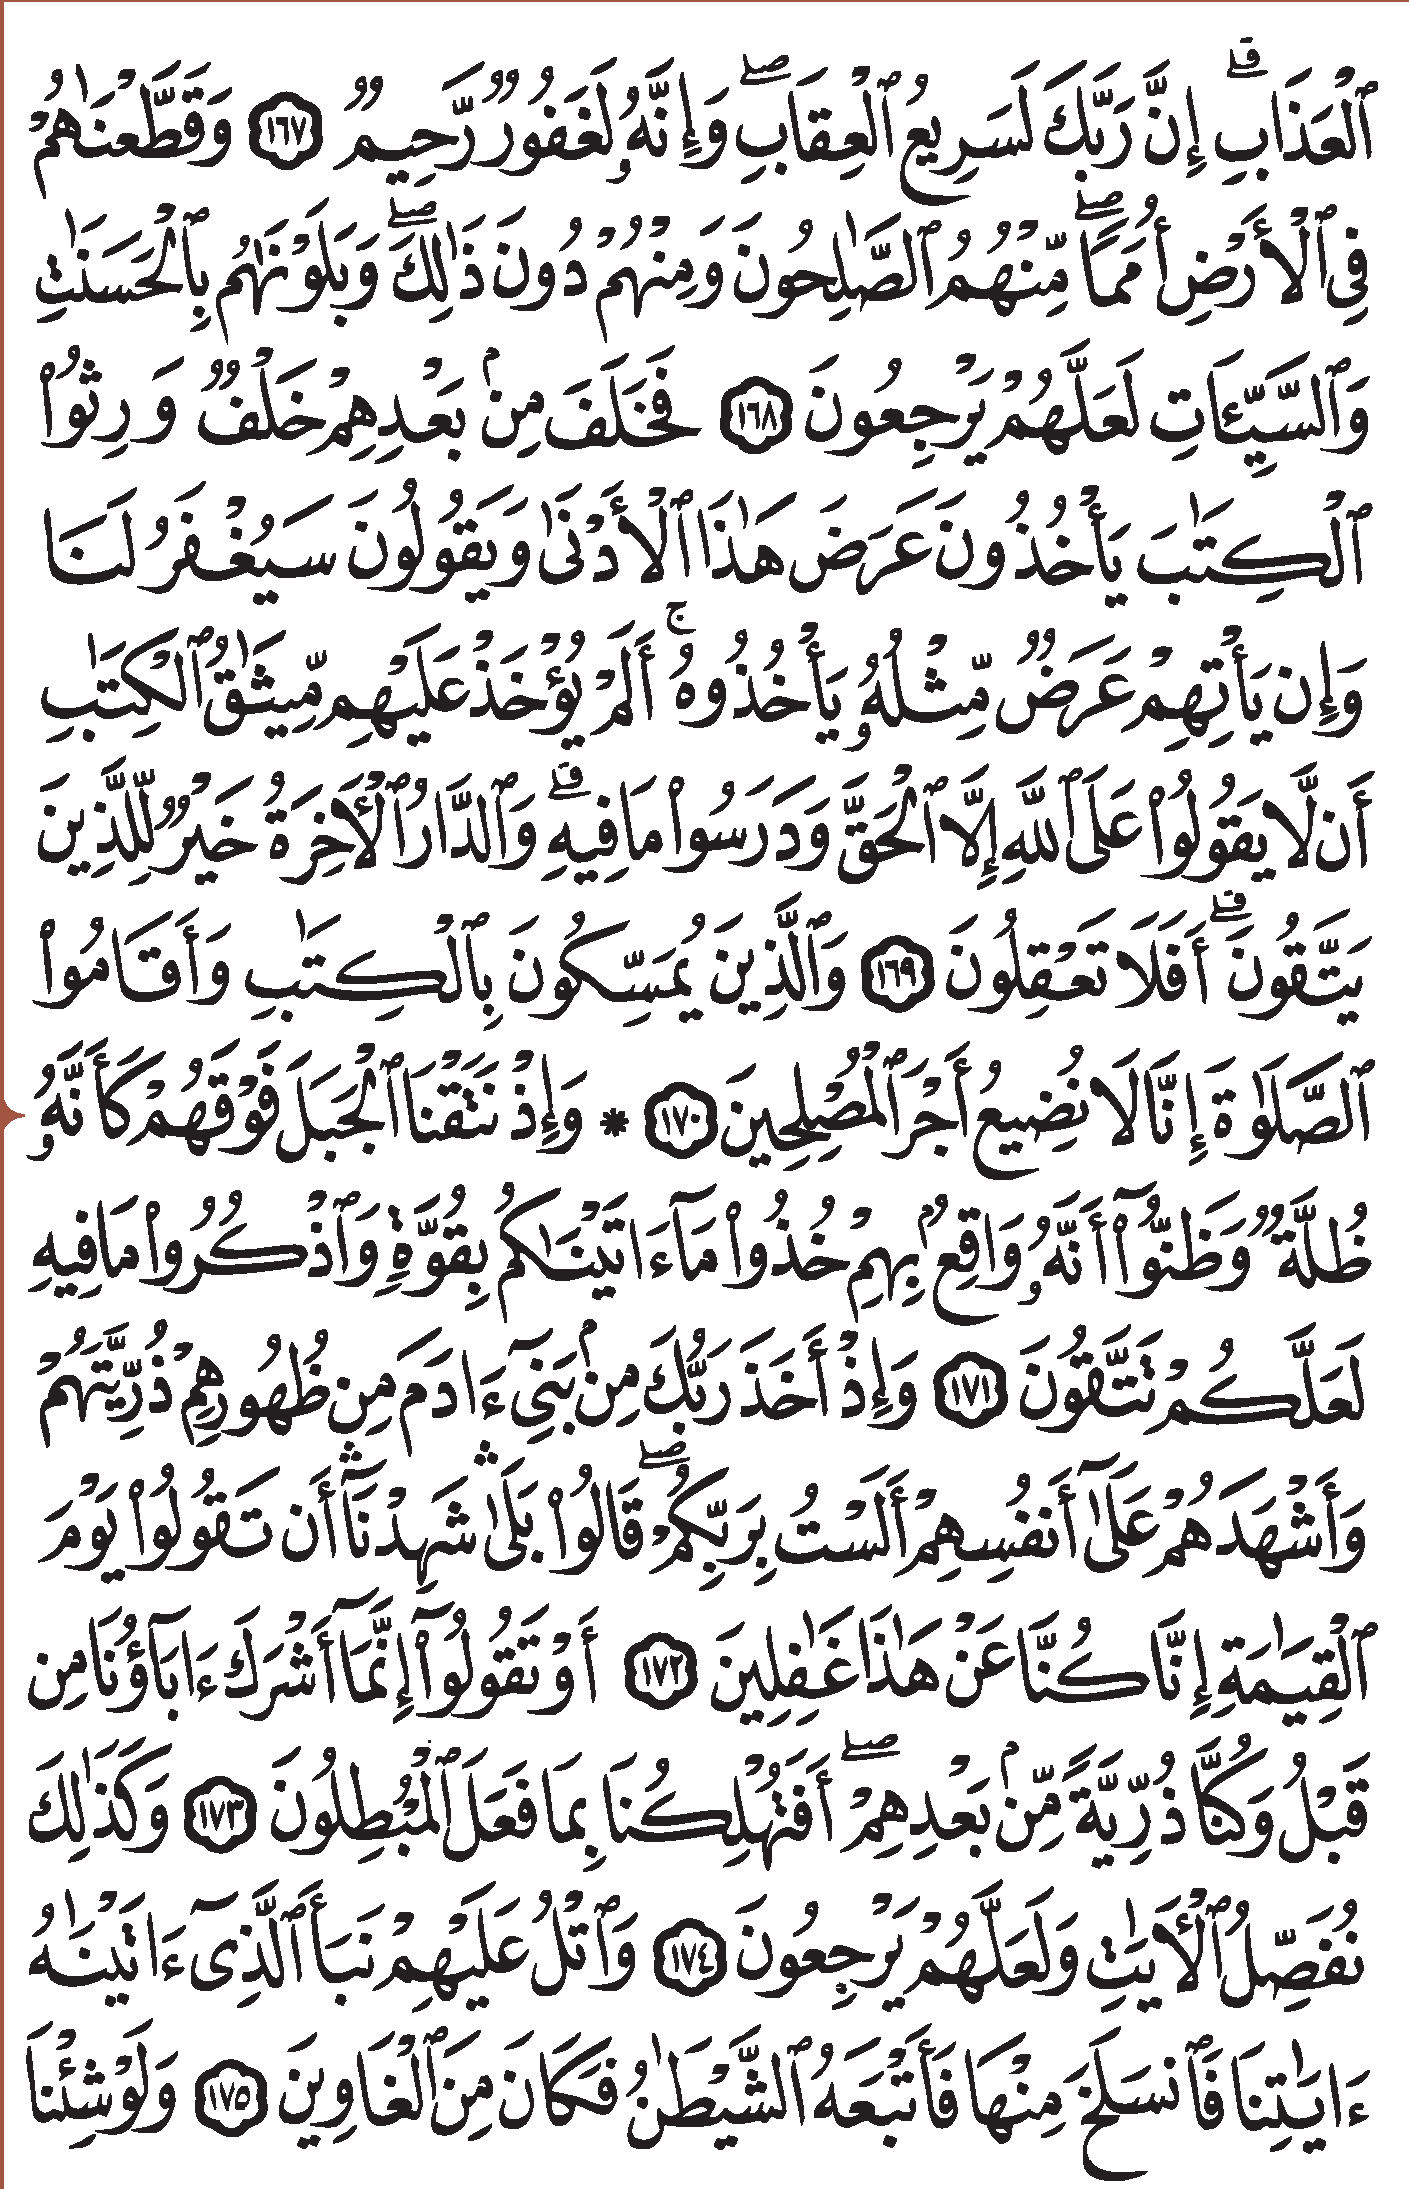 ٱلْعَذَابِۗ إِنَّ رَبَّكَ لَسَرِيعُ ٱلْعِقَابِۖ وَإِنَّهُۥ لَغَفُورٌ رَّحِيمٌ ١٦٧ وَقَطَّعْنَٰهُمْ
فِى ٱلْأَرْضِ أُمَمًاۖ مِّنْهُمُ ٱلصَّٰلِحُونَ وَمِنْهُمْ دُونَ ذَٰلِكَۖ وَبَلَوْنَٰهُم بِٱلْحَسَنَٰتِ
وَٱلسَّيِّـَٔاتِ لَعَلَّهُمْ يَرْجِعُونَ ١٦٨ فَخَلَفَ مِنۢ بَعْدِهِمْ خَلْفٌ وَرِثُوا۟
ٱلْكِتَٰبَ يَأْخُذُونَ عَرَضَ هَٰذَا ٱلْأَدْنَىٰ وَيَقُولُونَ سَيُغْفَرُ لَنَا
وَإِن يَأْتِهِمْ عَرَضٌ مِّثْلُهُۥ يَأْخُذُوهُۚ أَلَمْ يُؤْخَذْ عَلَيْهِم مِّيثَٰقُ ٱلْكِتَٰبِ
أَن لَّا يَقُولُوا۟ عَلَى ٱللَّهِ إِلَّا ٱلْحَقَّ وَدَرَسُوا۟ مَا فِيهِۗ وَٱلدَّارُ ٱلْأَخِرَةُ خَيْرٌ لِّلَّذِينَ
يَتَّقُونَۗ أَفَلَا تَعْقِلُونَ ١٦٩ وَٱلَّذِينَ يُمَسِّكُونَ بِٱلْكِتَٰبِ وَأَقَامُوا۟
ٱلصَّلَوٰةَ إِنَّا لَا نُضِيعُ أَجْرَ ٱلْمُصْلِحِينَ ١٧٠ * وَإِذْ نَتَقْنَا ٱلْجَبَلَ فَوْقَهُمْ كَأَنَّهُۥ
ظُلَّةٌ وَظَنُّوٓا۟ أَنَّهُۥ وَاقِعٌۢ بِهِمْ خُذُوا۟ مَآ ءَاتَيْنَٰكُم بِقُوَّةٍ وَٱذْكُرُوا۟ مَا فِيهِ
لَعَلَّكُمْ تَتَّقُونَ ١٧١ وَإِذْ أَخَذَ رَبُّكَ مِنۢ بَنِىٓ ءَادَمَ مِن ظُهُورِهِمْ ذُرِّيَّتَهُمْ
وَأَشْهَدَهُمْ عَلَىٰٓ أَنفُسِهِمْ أَلَسْتُ بِرَبِّكُمْۖ قَالُوا۟ بَلَىٰۛ شَهِدْنَآۛ أَن تَقُولُوا۟ يَوْمَ
ٱلْقِيَٰمَةِ إِنَّا كُنَّا عَنْ هَٰذَا غَٰفِلِينَ ١٧٢ أَوْ تَقُولُوٓا۟ إِنَّمَآ أَشْرَكَ ءَابَآؤُنَا مِن
قَبْلُ وَكُنَّا ذُرِّيَّةً مِّنۢ بَعْدِهِمْۖ أَفَتُهْلِكُنَا بِمَا فَعَلَ ٱلْمُبْطِلُونَ ١٧٣ وَكَذَٰلِكَ
نُفَصِّلُ ٱلْأَيَٰتِ وَلَعَلَّهُمْ يَرْجِعُونَ ١٧٤ وَٱتْلُ عَلَيْهِمْ نَبَأَ ٱلَّذِىٓ ءَاتَيْنَٰهُ
ءَايَٰتِنَا فَٱنسَلَخَ مِنْهَا فَأَتْبَعَهُ ٱلشَّيْطَٰنُ فَكَانَ مِنَ ٱلْغَاوِينَ ١٧٥ وَلَوْ شِئْنَا